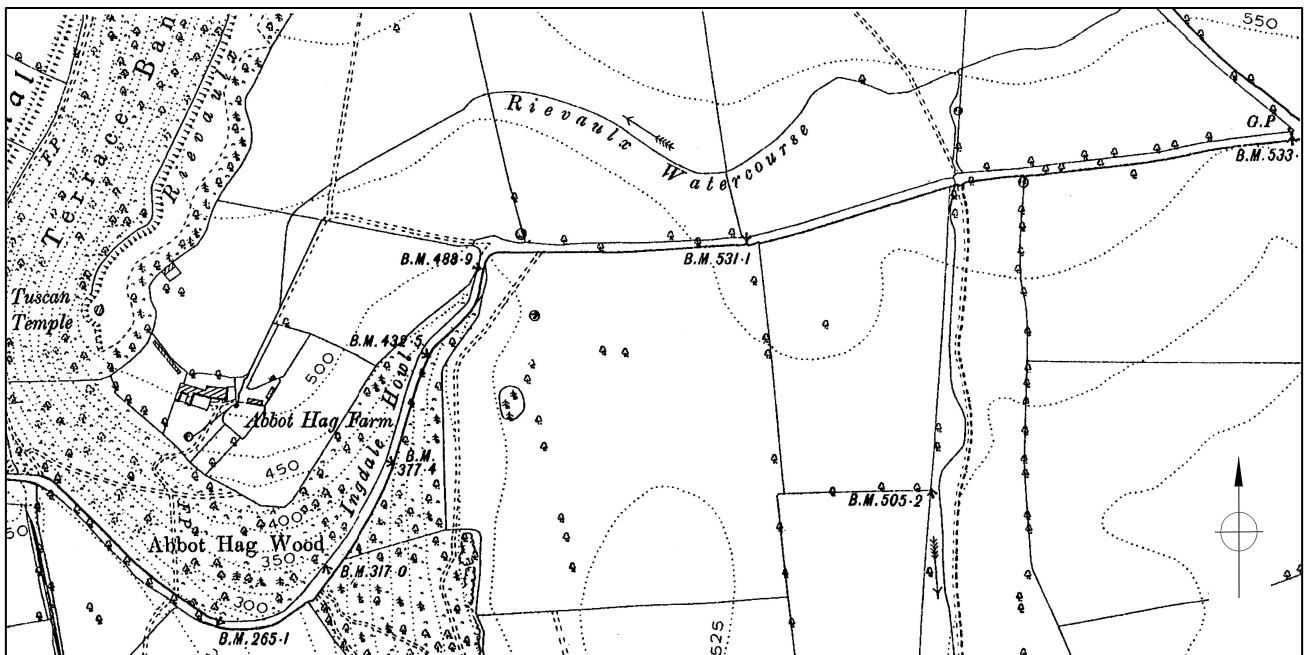 550
Rievaulx
Watercourse
G.P
B.M.533.
Terrace Ban
Rievaulx
F.P.
B.M.488.9
B.M.531.1
Tuscan
Temple
B.M.432.5
500
Ingdale Howl
Abbot Hag Farm
B.M.
377.4
450
400
B.M.505.2
Abbot Hag Wood
350
B.M.317.0
300
B.M.265.1
525